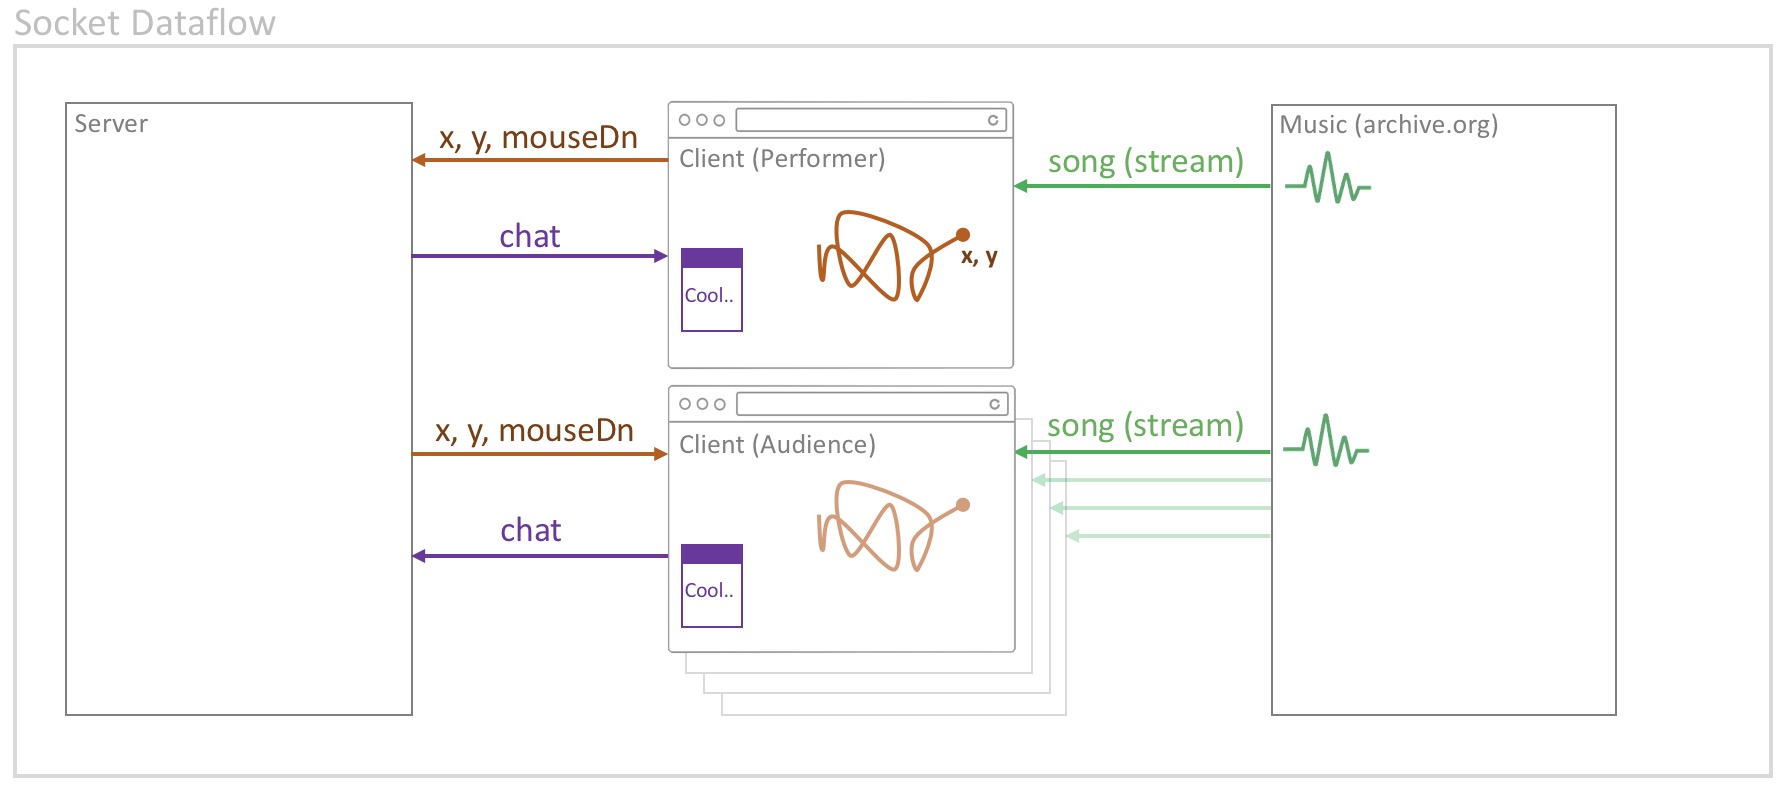 Socket Dataflow
Server
x, y, mouseDn
Client (Performer)
song (stream)
Music (archive.org)
chat
x, y
Cool..
x, y, mouseDn
Client (Audience)
song (stream)
chat
Cool..